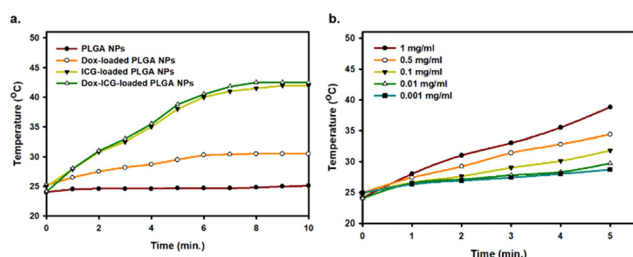 a.
Temperature (°C)
45
40
35
30
25
20
PLGA NPs
Dox-loaded PLGA NPs
ICG-loaded PLGA NPs
Dox-ICG-loaded PLGA NPs
0 2 4 6 8 10
Time (min.)
b.
Temperature (°C)
45
40
35
30
25
20
1 mg/ml
0.5 mg/ml
0.1 mg/ml
0.01 mg/ml
0.001 mg/ml
0 1 2 3 4 5
Time (min.)